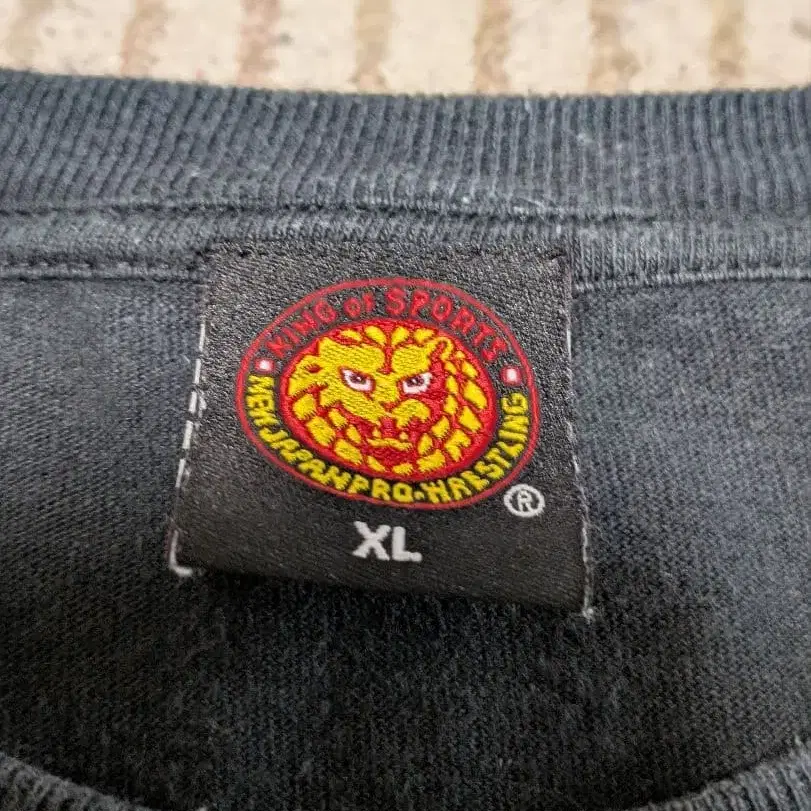 KING OF SPORTS
NEW JAPAN PRO-WRESTLING
®
XL